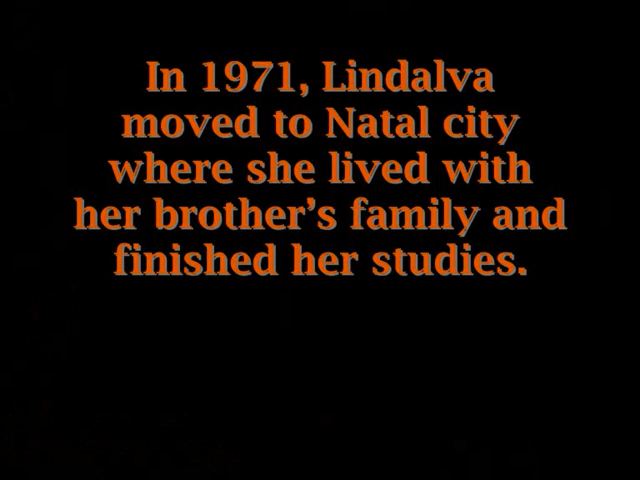 In 1971, Lindalva
moved to Natal city
where she lived with
her brother’s family and
finished her studies.